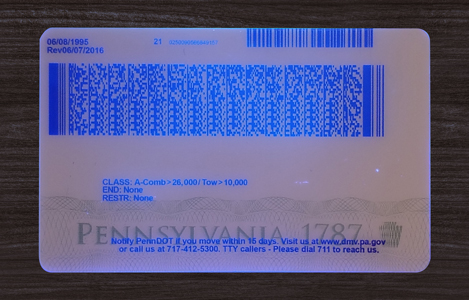 06/08/1995
21
Rev06/07/2016
CLASS: A-Comb > 26,000/ Tow > 10,000
END: None
RESTR: None
PENNSYLVANIA 1787
Notify PennDOT if you move within 15 days. Visit us at www.dmv.pa.gov
or call us at 717-412-5300. TTY callers - Please dial 711 to reach us.